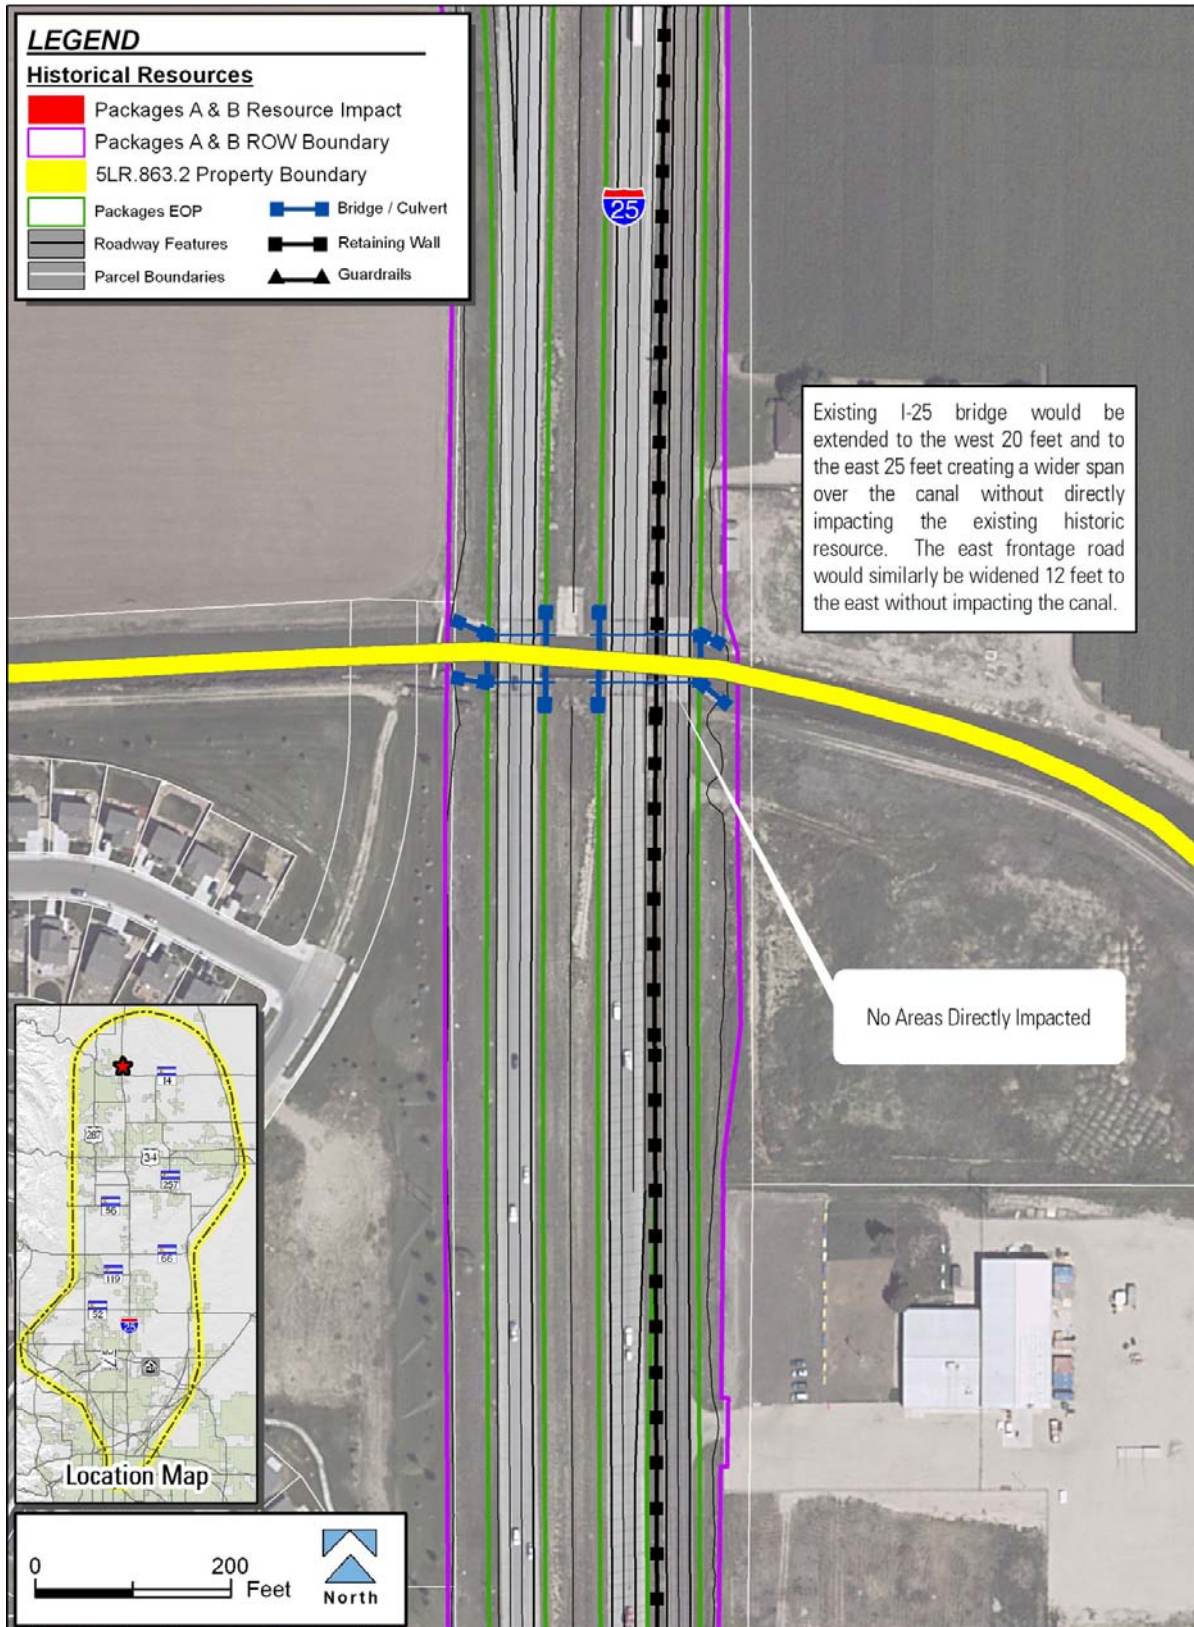 LEGEND
Historical Resources
Packages A & B Resource Impact
Packages A & B ROW Boundary
5LR.863.2 Property Boundary
Packages EOP
Bridge / Culvert
Roadway Features
Retaining Wall
Parcel Boundaries
Guardrails
25
Existing I-25 bridge would be
extended to the west 20 feet and to
the east 25 feet creating a wider span
over the canal without directly
impacting the existing historic
resource. The east frontage road
would similarly be widened 12 feet to
the east without impacting the canal.
No Areas Directly Impacted
14
287
34
257
56
66
119
52
25
7
Location Map
0
200
Feet
North